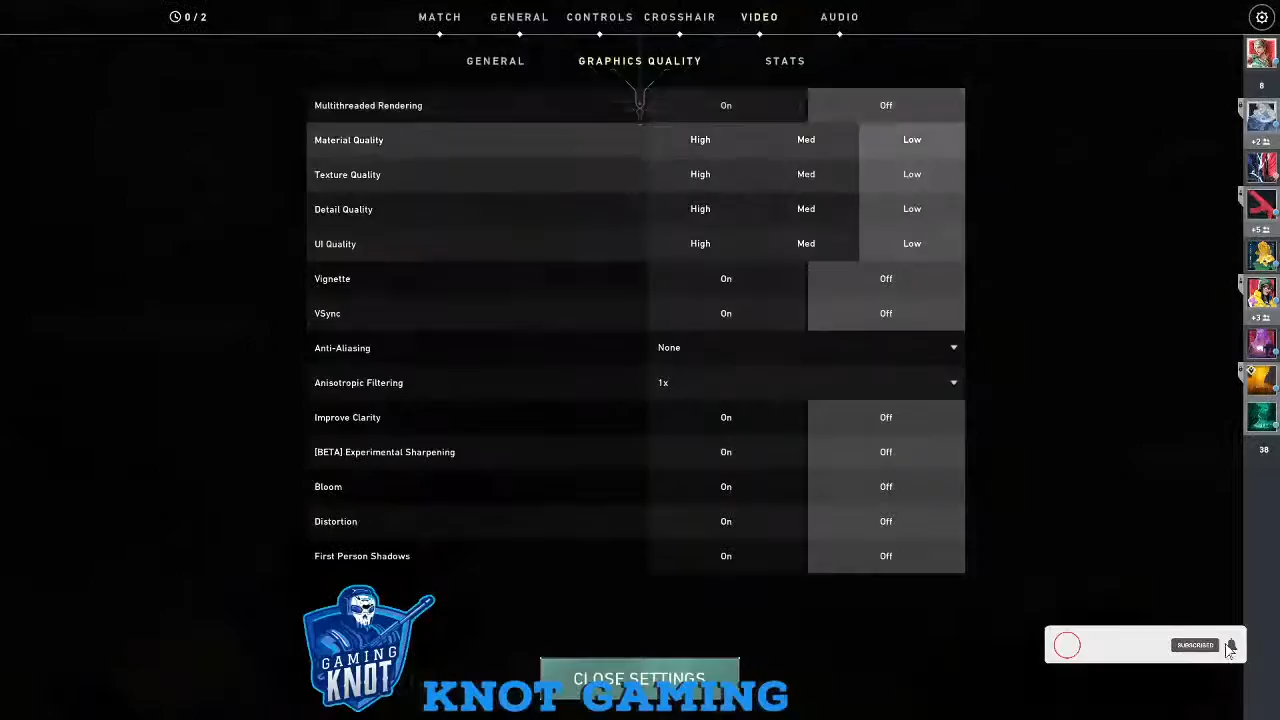 0 / 2
MATCH GENERAL CONTROLS CROSSHAIR VIDEO AUDIO
GENERAL GRAPHICS QUALITY STATS
Multithreaded Rendering On Off
Material Quality High Med Low
Texture Quality High Med Low
Detail Quality High Med Low
UI Quality High Med Low
Vignette On Off
VSync On Off
Anti-Aliasing None
Anisotropic Filtering 1x
Improve Clarity On Off
[BETA] Experimental Sharpening On Off
Bloom On Off
Distortion On Off
First Person Shadows On Off
8
+2
+5
+3
38
GAMING
KNOT
CLOSE SETTINGS
KNOT GAMING
SUBSCRIBED